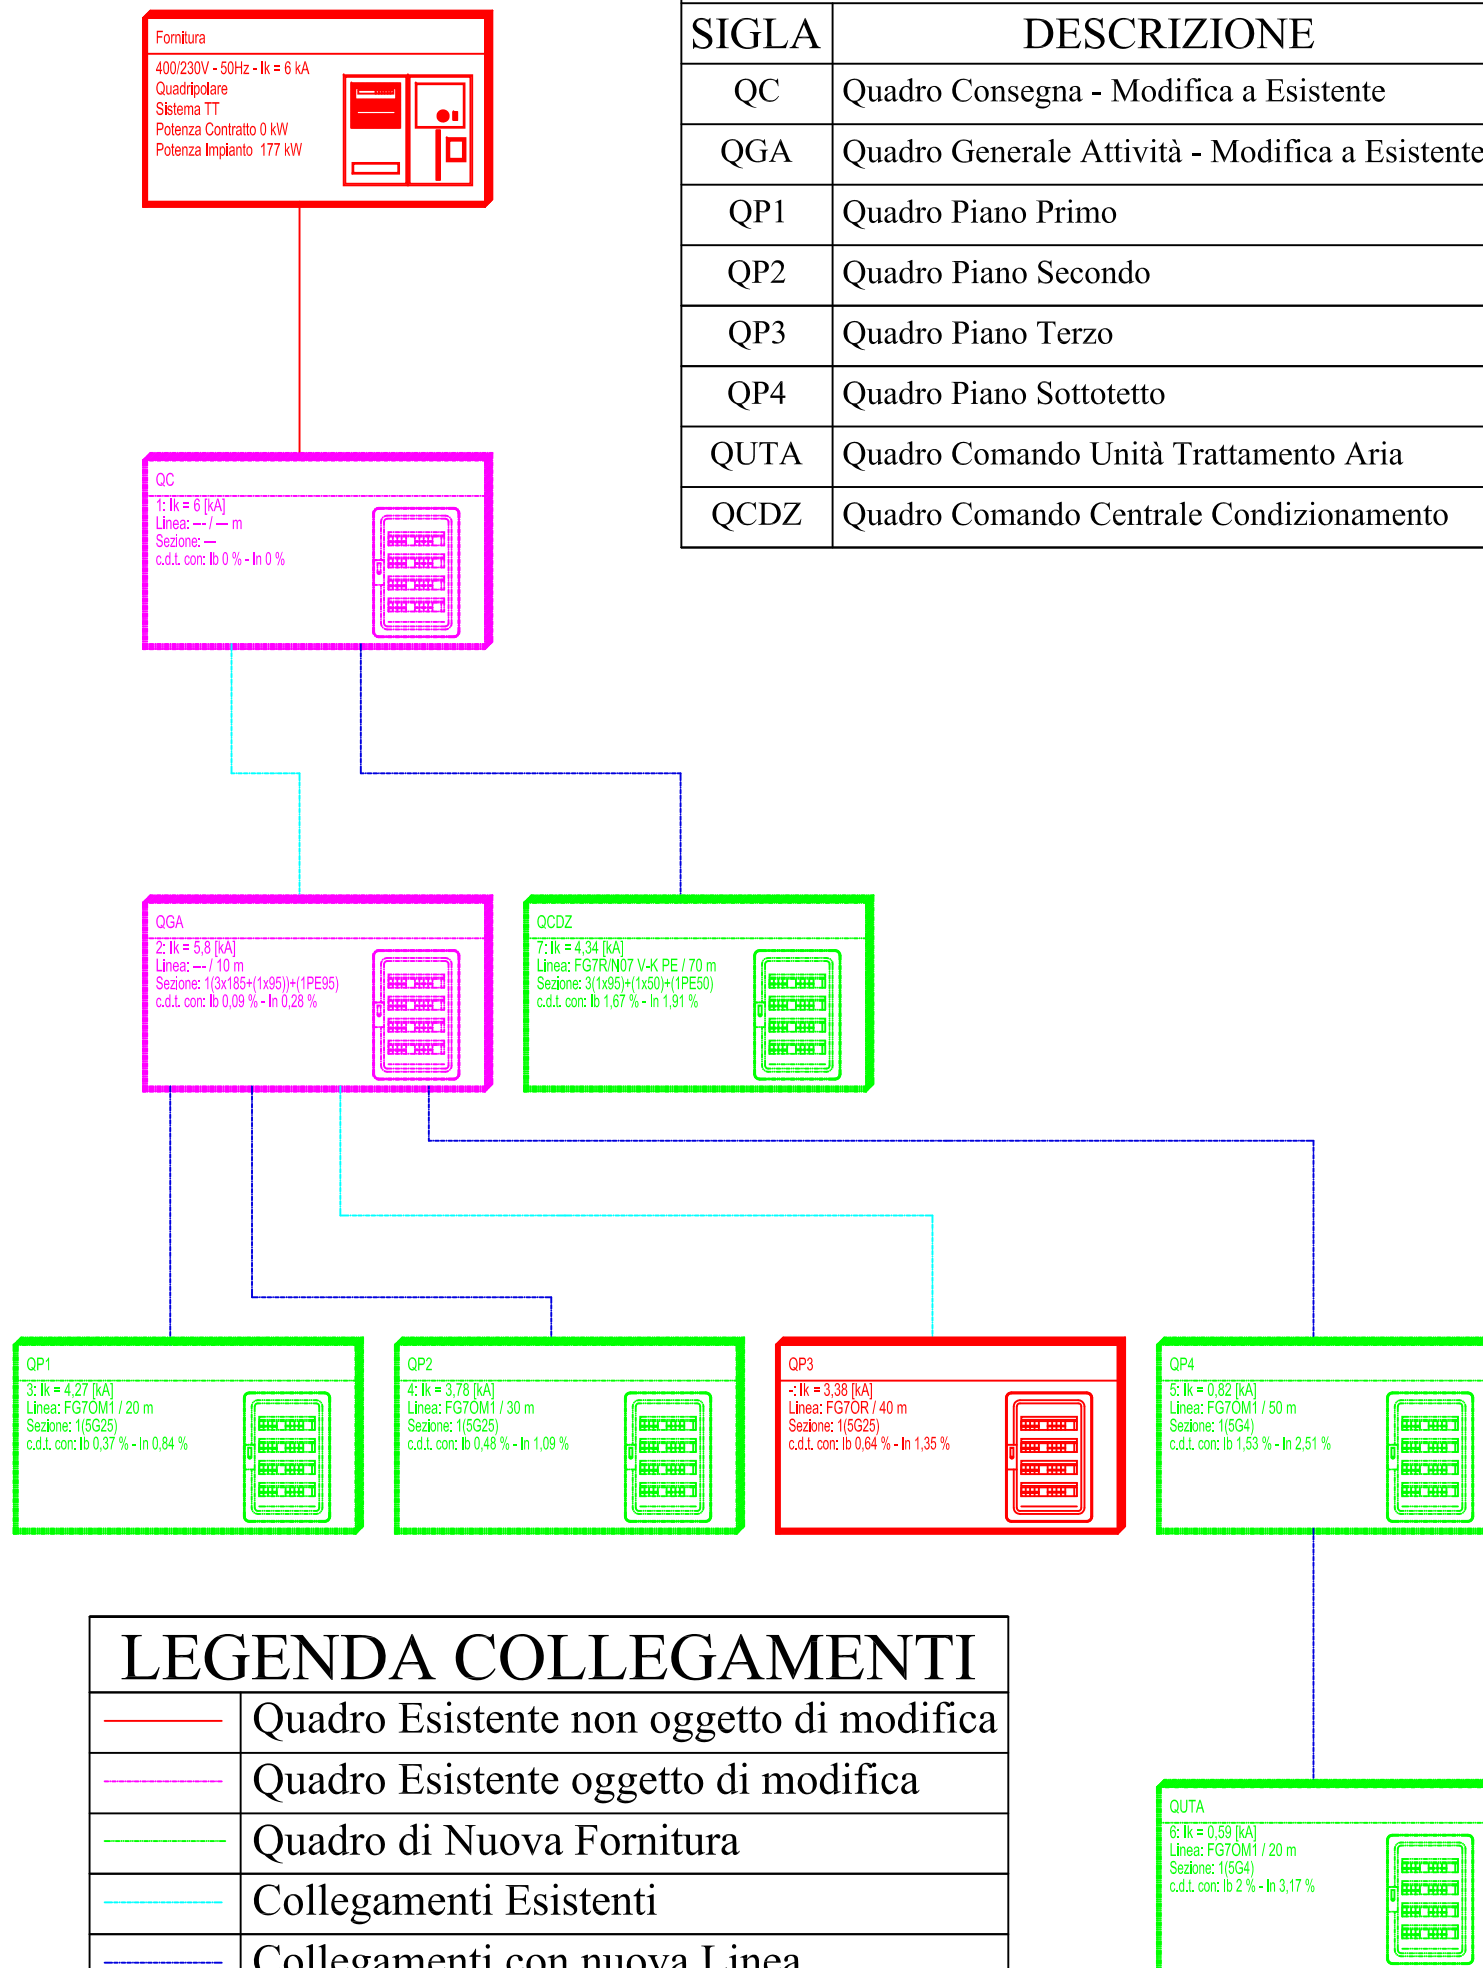 Fornitura
400/230V - 50Hz - Ik = 6 kA
Quadripolare
Sistema TT
Potenza Contratto 0 kW
Potenza Impianto 177 kW
SIGLA DESCRIZIONE
QC Quadro Consegna - Modifica a Esistente
QGA Quadro Generale Attività - Modifica a Esistente
QP1 Quadro Piano Primo
QP2 Quadro Piano Secondo
QP3 Quadro Piano Terzo
QP4 Quadro Piano Sottotetto
QUTA Quadro Comando Unità Trattamento Aria
QCDZ Quadro Comando Centrale Condizionamento
QC
1: Ik = 6 [kA]
Linea: --- / --- m
Sezione: ---
c.d.t. con: Ib 0 % - In 0 %
QGA
2: Ik = 5,8 [kA]
Linea: --- / 10 m
Sezione: 1(3x185+(1x95))+(1PE95)
c.d.t. con: Ib 0,09 % - In 0,28 %
QCDZ
7: Ik = 4,34 [kA]
Linea: FG7R/N07 V-K PE / 70 m
Sezione: 3(1x95)+(1x50)+(1PE50)
c.d.t. con: Ib 1,67 % - In 1,91 %
QP1
3: Ik = 4,27 [kA]
Linea: FG7OM1 / 20 m
Sezione: 1(5G25)
c.d.t. con: Ib 0,37 % - In 0,84 %
QP2
4: Ik = 3,78 [kA]
Linea: FG7OM1 / 30 m
Sezione: 1(5G25)
c.d.t. con: Ib 0,48 % - In 1,09 %
QP3
-: Ik = 3,38 [kA]
Linea: FG7OR / 40 m
Sezione: 1(5G25)
c.d.t. con: Ib 0,64 % - In 1,35 %
QP4
5: Ik = 0,82 [kA]
Linea: FG7OM1 / 50 m
Sezione: 1(5G4)
c.d.t. con: Ib 1,53 % - In 2,51 %
LEGENDA COLLEGAMENTI
Quadro Esistente non oggetto di modifica
Quadro Esistente oggetto di modifica
Quadro di Nuova Fornitura
Collegamenti Esistenti
Collegamenti con nuova Linea
QUTA
6: Ik = 0,59 [kA]
Linea: FG7OM1 / 20 m
Sezione: 1(5G4)
c.d.t. con: Ib 2 % - In 3,17 %